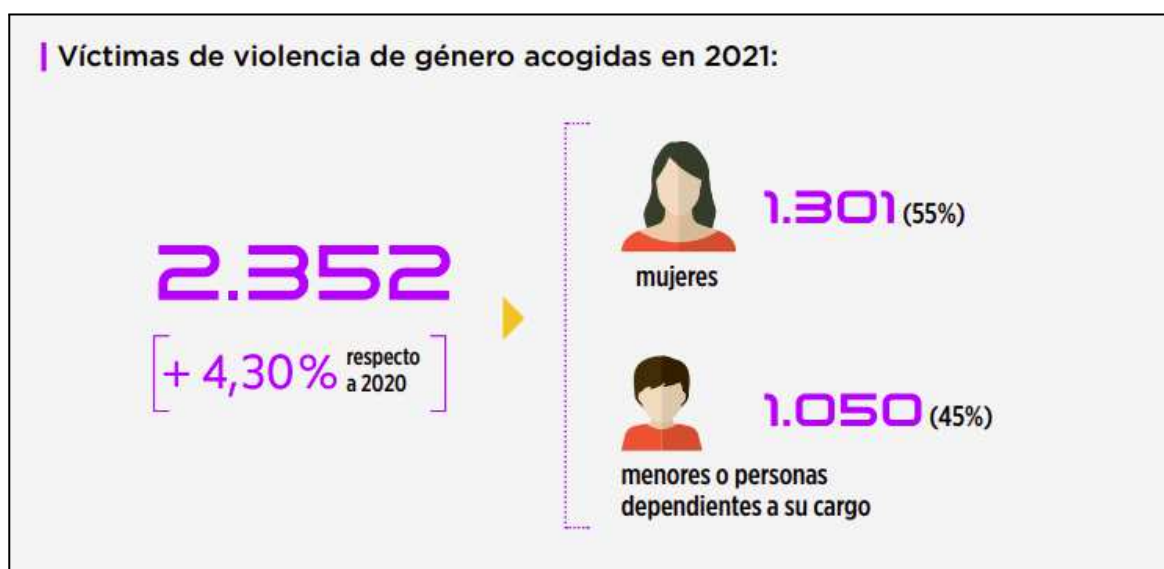 Víctimas de violencia de género acogidas en 2021:
2.352
+ 4,30% respecto
a 2020
1.301 (55%)
mujeres
1.050 (45%)
menores o personas
dependientes a su cargo